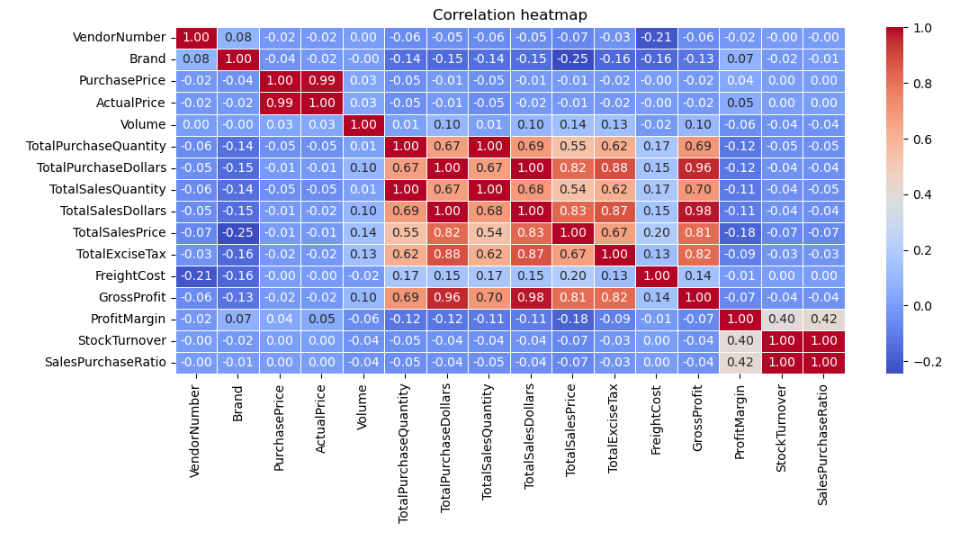 Correlation heatmap
VendorNumber 1.00 0.08 -0.02 -0.02 0.00 -0.06 -0.05 -0.06 -0.05 -0.07 -0.03 -0.21 -0.06 -0.02 -0.00 -0.00
Brand 0.08 1.00 -0.04 -0.02 -0.00 -0.14 -0.15 -0.14 -0.15 -0.25 -0.16 -0.16 -0.13 0.07 -0.02 -0.01
PurchasePrice -0.02 -0.04 1.00 0.99 0.03 -0.05 -0.01 -0.05 -0.01 -0.01 -0.02 -0.00 -0.02 0.04 0.00 0.00
ActualPrice -0.02 -0.02 0.99 1.00 0.03 -0.05 -0.01 -0.05 -0.02 -0.01 -0.02 -0.00 -0.02 0.05 0.00 0.00
Volume 0.00 -0.00 0.03 0.03 1.00 0.01 0.10 0.01 0.10 0.14 0.13 -0.02 0.10 -0.06 -0.04 -0.04
TotalPurchaseQuantity -0.06 -0.14 -0.05 -0.05 0.01 1.00 0.67 1.00 0.69 0.55 0.62 0.17 0.69 -0.12 -0.05 -0.05
TotalPurchaseDollars -0.05 -0.15 -0.01 -0.01 0.10 0.67 1.00 0.67 1.00 0.82 0.88 0.15 0.96 -0.12 -0.04 -0.04
TotalSalesQuantity -0.06 -0.14 -0.05 -0.05 0.01 1.00 0.67 1.00 0.68 0.54 0.62 0.17 0.70 -0.11 -0.04 -0.05
TotalSalesDollars -0.05 -0.15 -0.01 -0.02 0.10 0.69 1.00 0.68 1.00 0.83 0.87 0.15 0.98 -0.11 -0.04 -0.04
TotalSalesPrice -0.07 -0.25 -0.01 -0.01 0.14 0.55 0.82 0.54 0.83 1.00 0.67 0.20 0.81 -0.18 -0.07 -0.07
TotalExciseTax -0.03 -0.16 -0.02 -0.02 0.13 0.62 0.88 0.62 0.87 0.67 1.00 0.13 0.82 -0.09 -0.03 -0.03
FreightCost -0.21 -0.16 -0.00 -0.00 -0.02 0.17 0.15 0.17 0.15 0.20 0.13 1.00 0.14 -0.01 0.00 0.00
GrossProfit -0.06 -0.13 -0.02 -0.02 0.10 0.69 0.96 0.70 0.98 0.81 0.82 0.14 1.00 -0.07 -0.04 -0.04
ProfitMargin -0.02 0.07 0.04 0.05 -0.06 -0.12 -0.12 -0.11 -0.11 -0.18 -0.09 -0.01 -0.07 1.00 0.40 0.42
StockTurnover -0.00 -0.02 0.00 0.00 -0.04 -0.05 -0.04 -0.04 -0.04 -0.07 -0.03 0.00 -0.04 0.40 1.00 1.00
SalesPurchaseRatio -0.00 -0.01 0.00 0.00 -0.04 -0.05 -0.04 -0.05 -0.04 -0.07 -0.03 0.00 -0.04 0.42 1.00 1.00
VendorNumber
Brand
PurchasePrice
ActualPrice
Volume
TotalPurchaseQuantity
TotalPurchaseDollars
TotalSalesQuantity
TotalSalesDollars
TotalSalesPrice
TotalExciseTax
FreightCost
GrossProfit
ProfitMargin
StockTurnover
SalesPurchaseRatio
1.0
0.8
0.6
0.4
0.2
0.0
−0.2